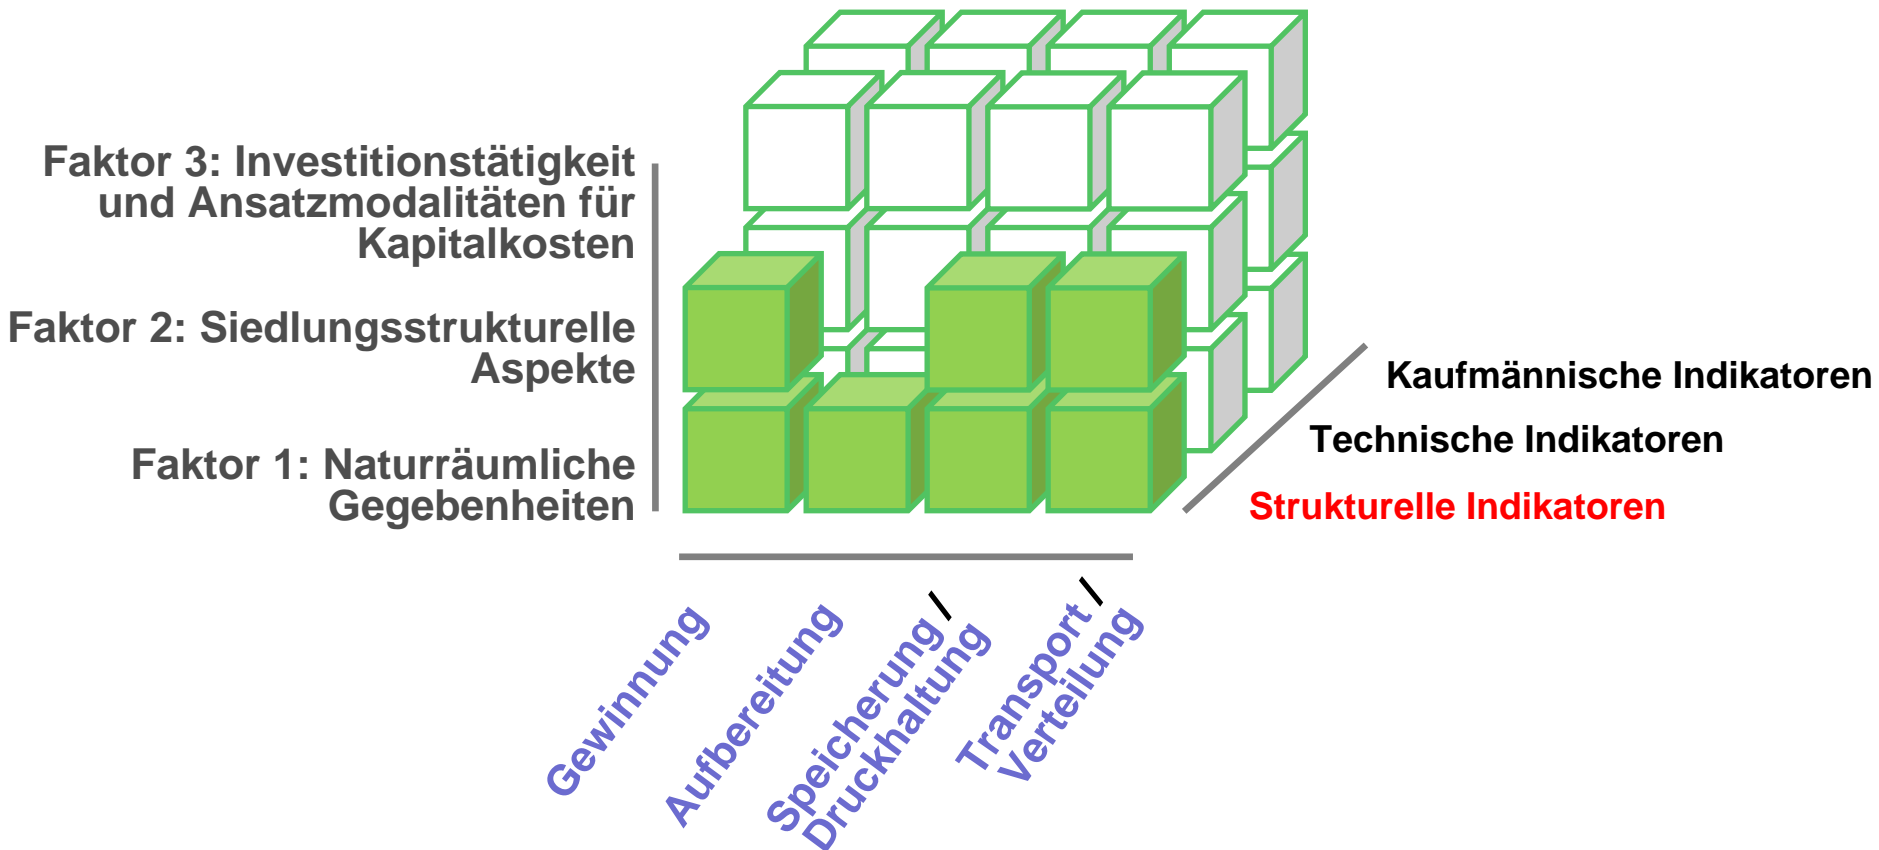 Faktor 3: Investitionstätigkeit
und Ansatzmodalitäten für
Kapitalkosten
Faktor 2: Siedlungsstrukturelle
Aspekte
Faktor 1: Naturräumliche
Gegebenheiten
Kaufmännische Indikatoren
Technische Indikatoren
Strukturelle Indikatoren
Gewinnung
Aufbereitung
Speicherung /
Druckhaltung
Transport /
Verteilung